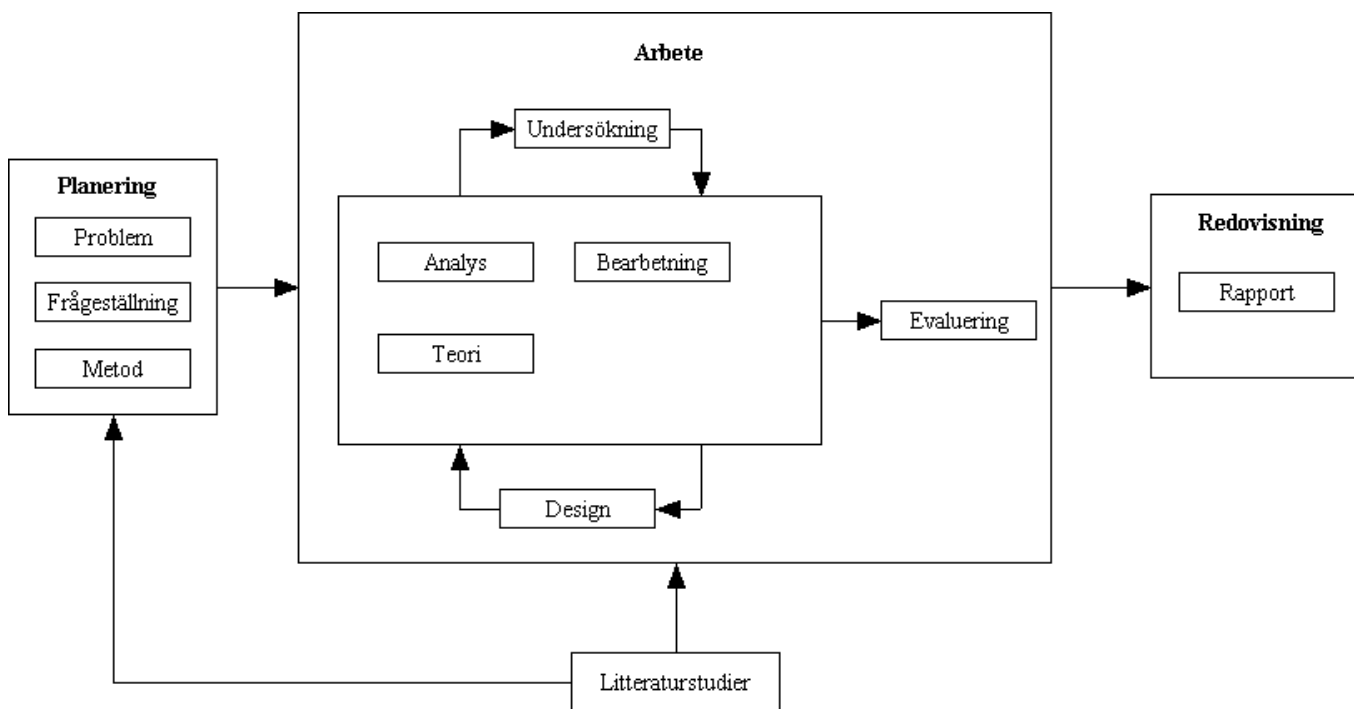 Arbete
Undersökning
Planering
Problem
Frågeställning
Metod
Analys
Bearbetning
Teori
Evaluering
Design
Redovisning
Rapport
Litteraturstudier